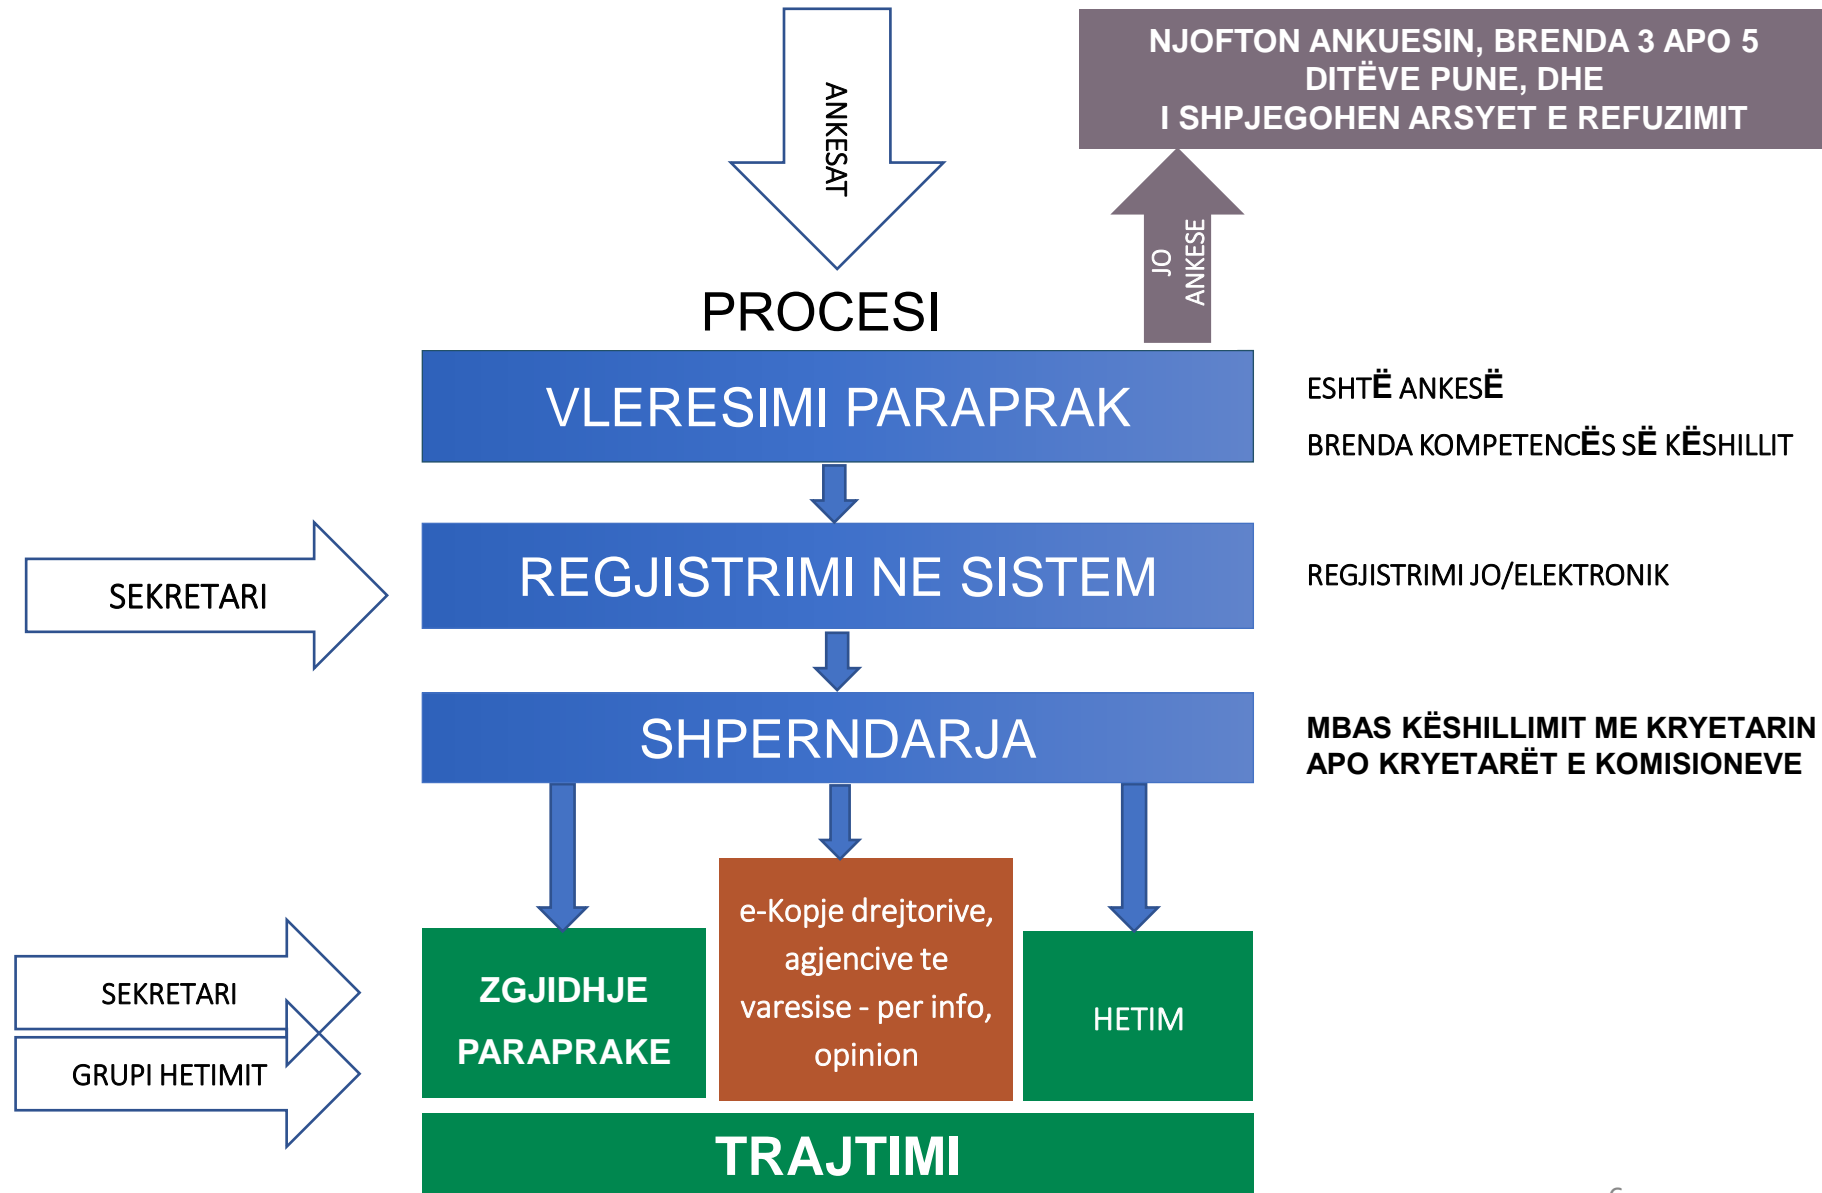 NJOFTON ANKUESIN, BRENDA 3 APO 5
DITËVE PUNE, DHE
I SHPJEGOHEN ARSYET E REFUZIMIT
ANKESAT
JO
ANKESE
PROCESI
VLERESIMI PARAPRAK
ESHTË ANKESË
BRENDA KOMPETENCËS SË KËSHILLIT
SEKRETARI
REGJISTRIMI NE SISTEM
REGJISTRIMI JO/ELEKTRONIK
SHPERNDARJA
MBAS KËSHILLIMIT ME KRYETARIN
APO KRYETARËT E KOMISIONEVE
SEKRETARI
GRUPI HETIMIT
ZGJIDHJE
PARAPRAKE
e-Kopje drejtorive,
agjencive te
varesise - per info,
opinion
HETIM
TRAJTIMI